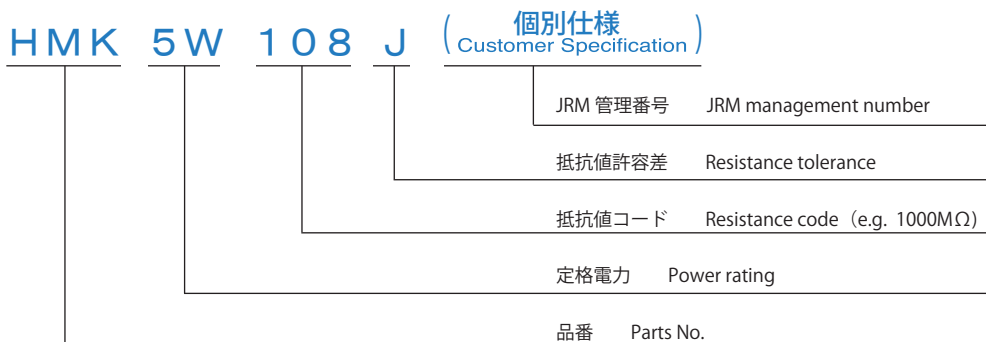 HMK 5W 108 J (個別仕様
Customer Specification)
JRM 管理番号 JRM management number
抵抗値許容差 Resistance tolerance
抵抗値コード Resistance code（e.g. 1000MΩ）
定格電力 Power rating
品番 Parts No.